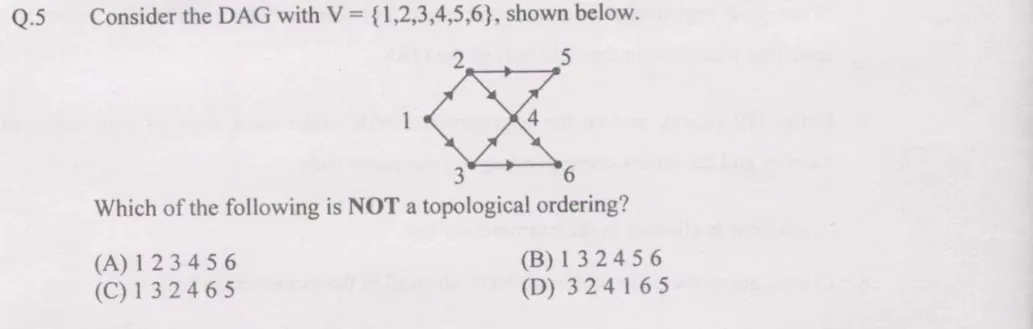 Q.5 Consider the DAG with V = {1,2,3,4,5,6}, shown below.
2 5
1 4
3 6
Which of the following is NOT a topological ordering?
(A) 1 2 3 4 5 6 (B) 1 3 2 4 5 6
(C) 1 3 2 4 6 5 (D) 3 2 4 1 6 5